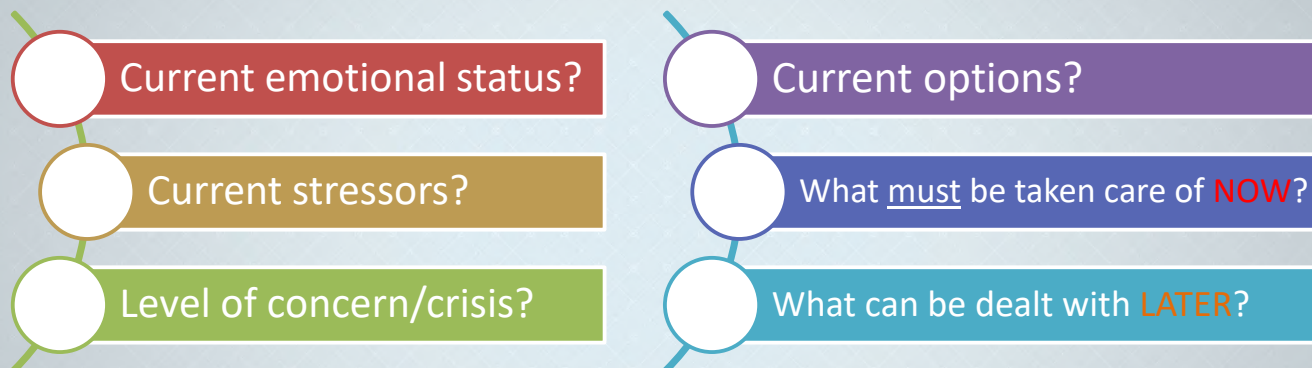 Current emotional status?
Current stressors?
Level of concern/crisis?
Current options?
What must be taken care of NOW?
What can be dealt with LATER?